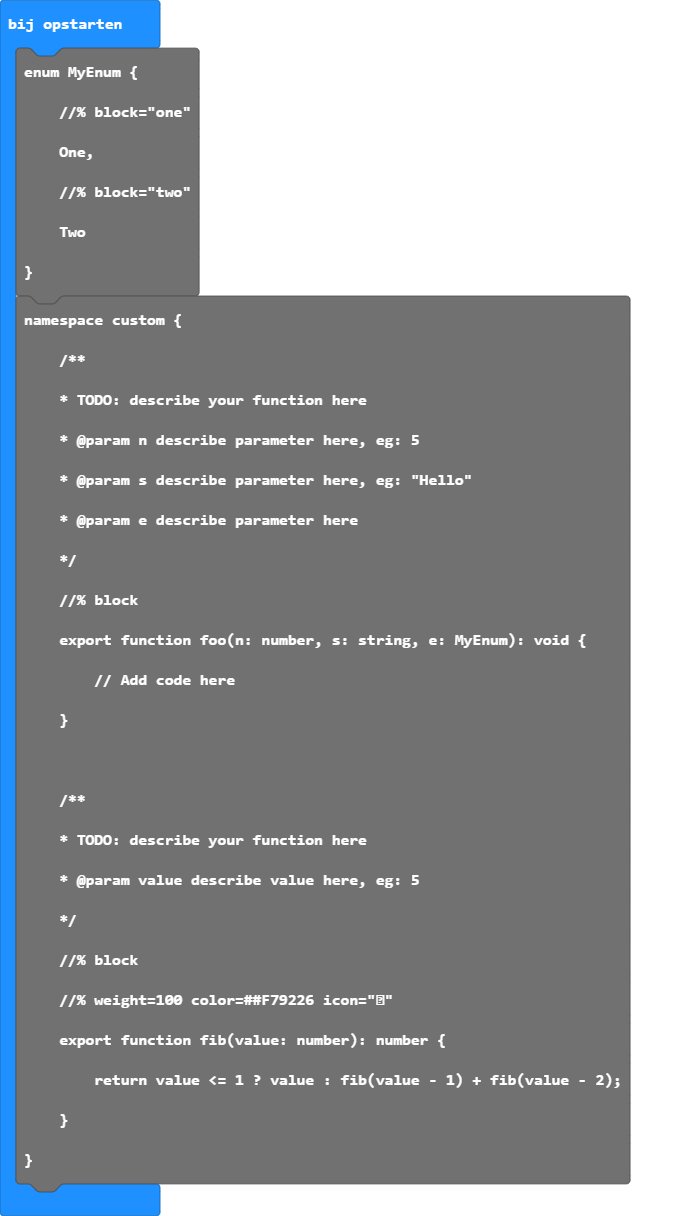 bij opstarten
enum MyEnum {
//% block="one"
One,
//% block="two"
Two
}
namespace custom {
/**
* TODO: describe your function here
* @param n describe parameter here, eg: 5
* @param s describe parameter here, eg: "Hello"
* @param e describe parameter here
*/
//% block
export function foo(n: number, s: string, e: MyEnum): void {
// Add code here
}
/**
* TODO: describe your function here
* @param value describe value here, eg: 5
*/
//% block
//% weight=100 color=##F79226 icon=""
export function fib(value: number): number {
return value <= 1 ? value : fib(value - 1) + fib(value - 2);
}
}